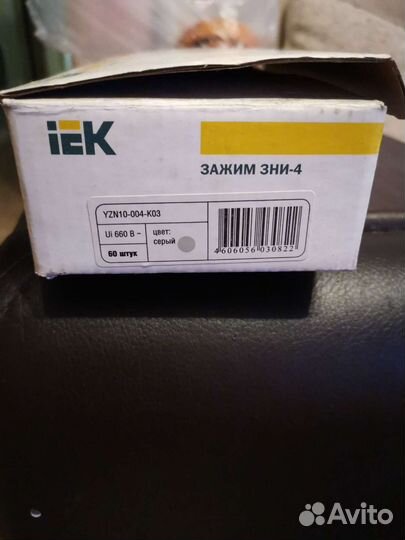 iEK
ЗАЖИМ ЗНИ-4
YZN10-004-K03
Ui 660 В ~
цвет:
серый
60 штук
4606056030822
Avito